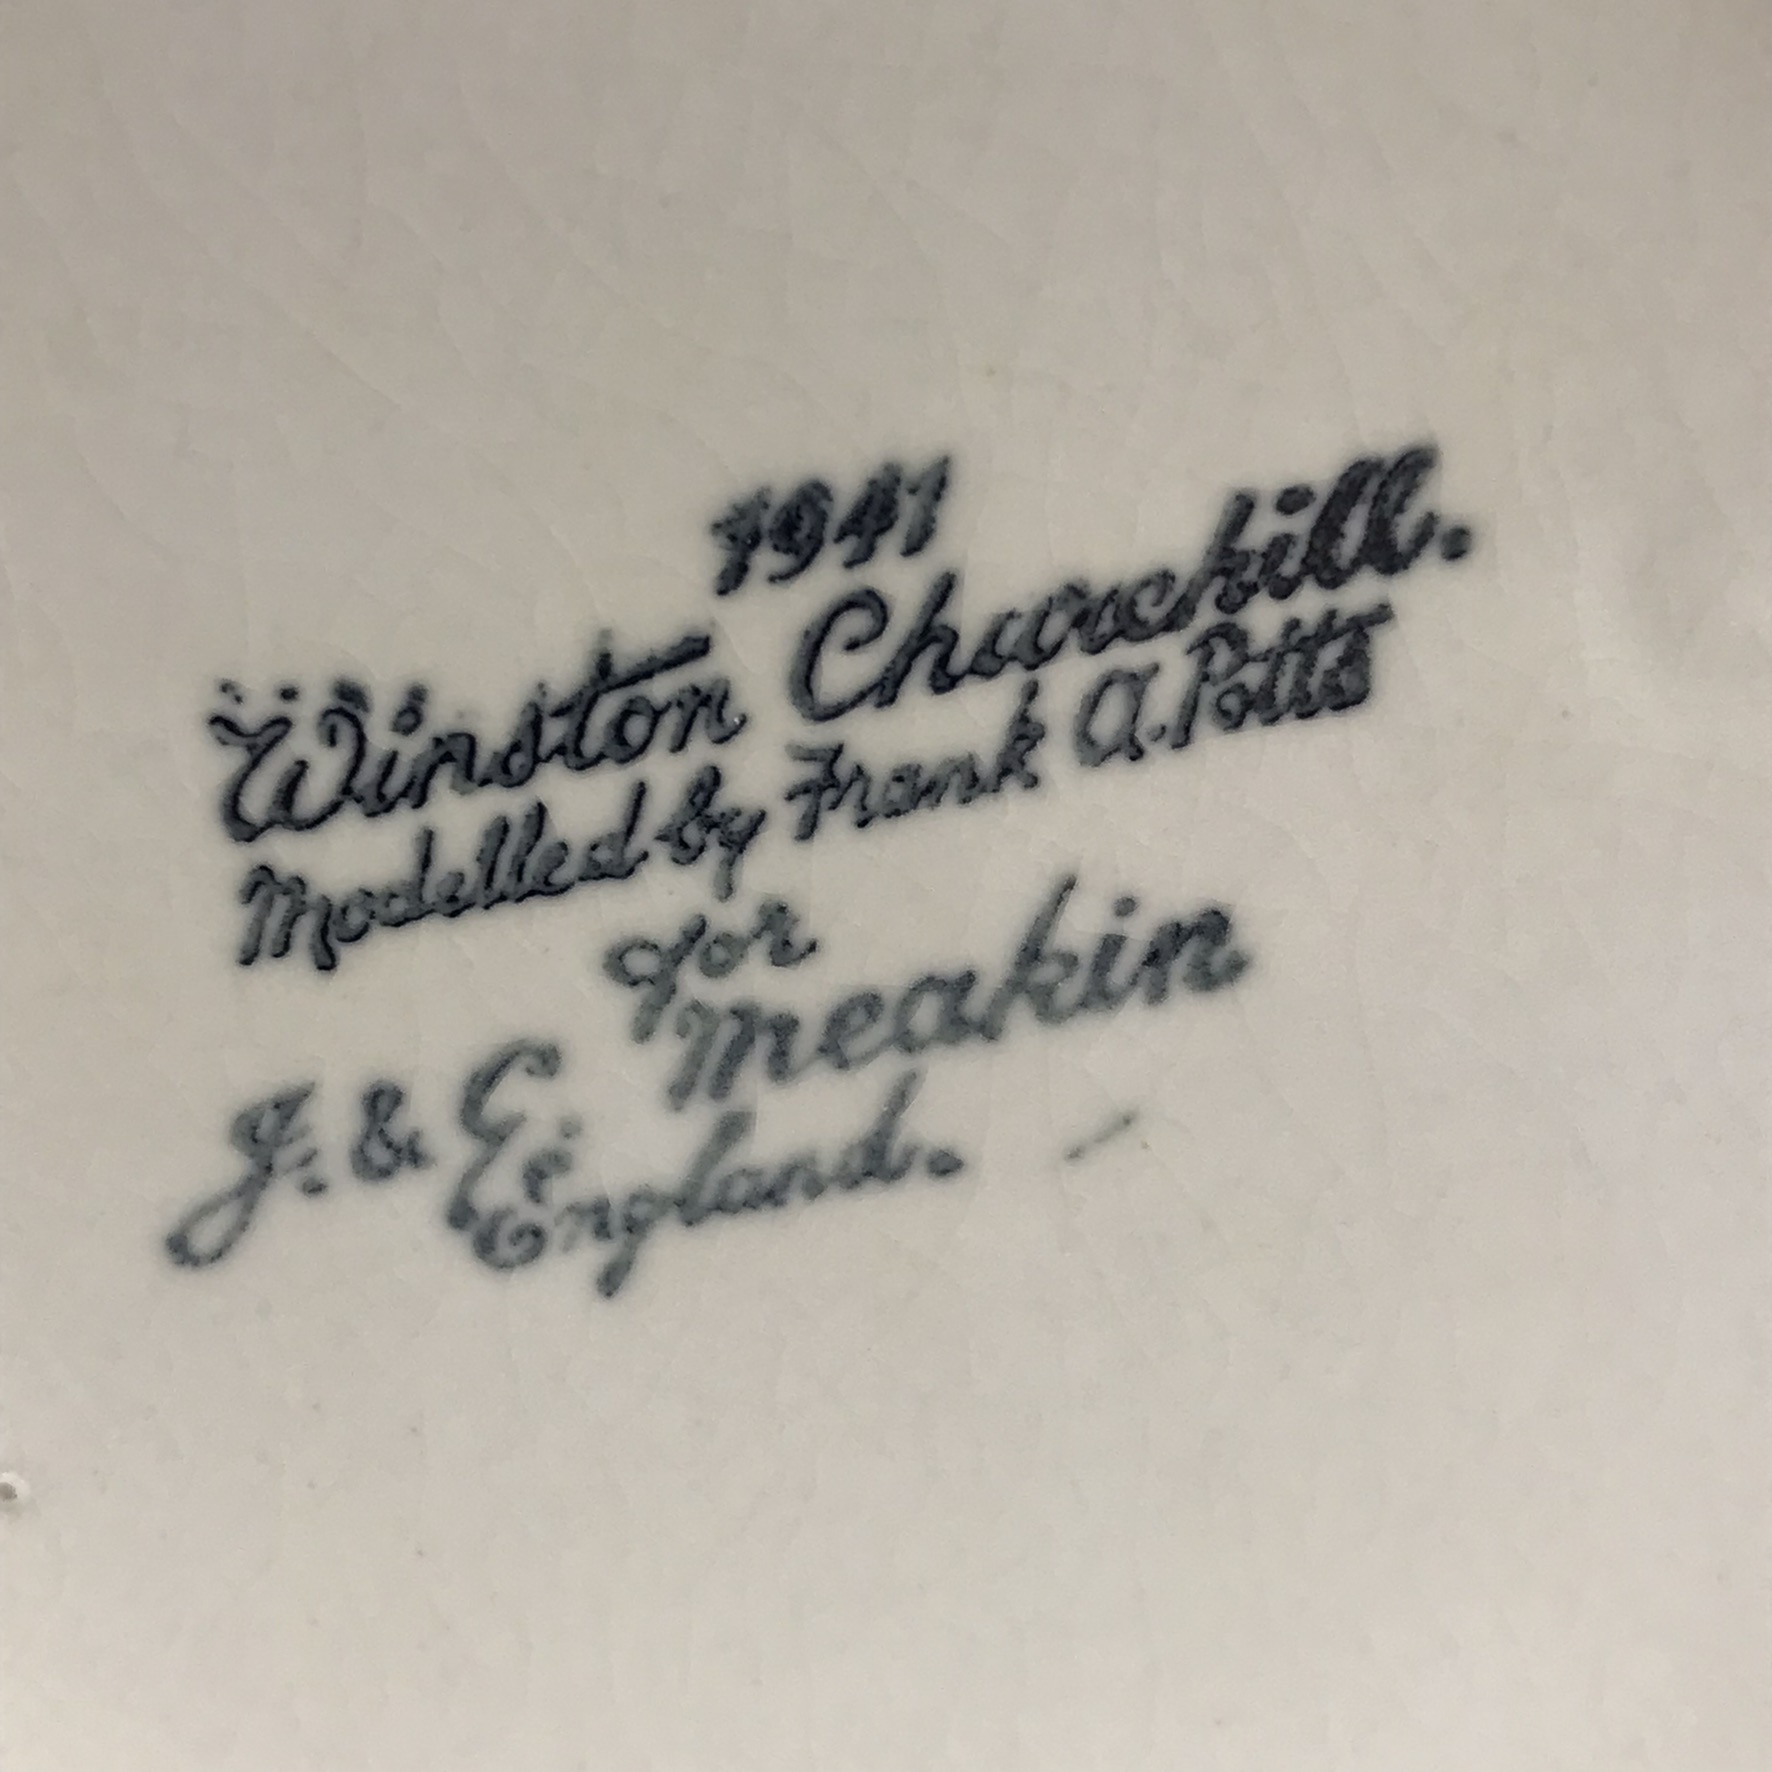 1941
Winston Churchill.
Modelled by Frank A. Potts
for
J. & E. Meakin
England.